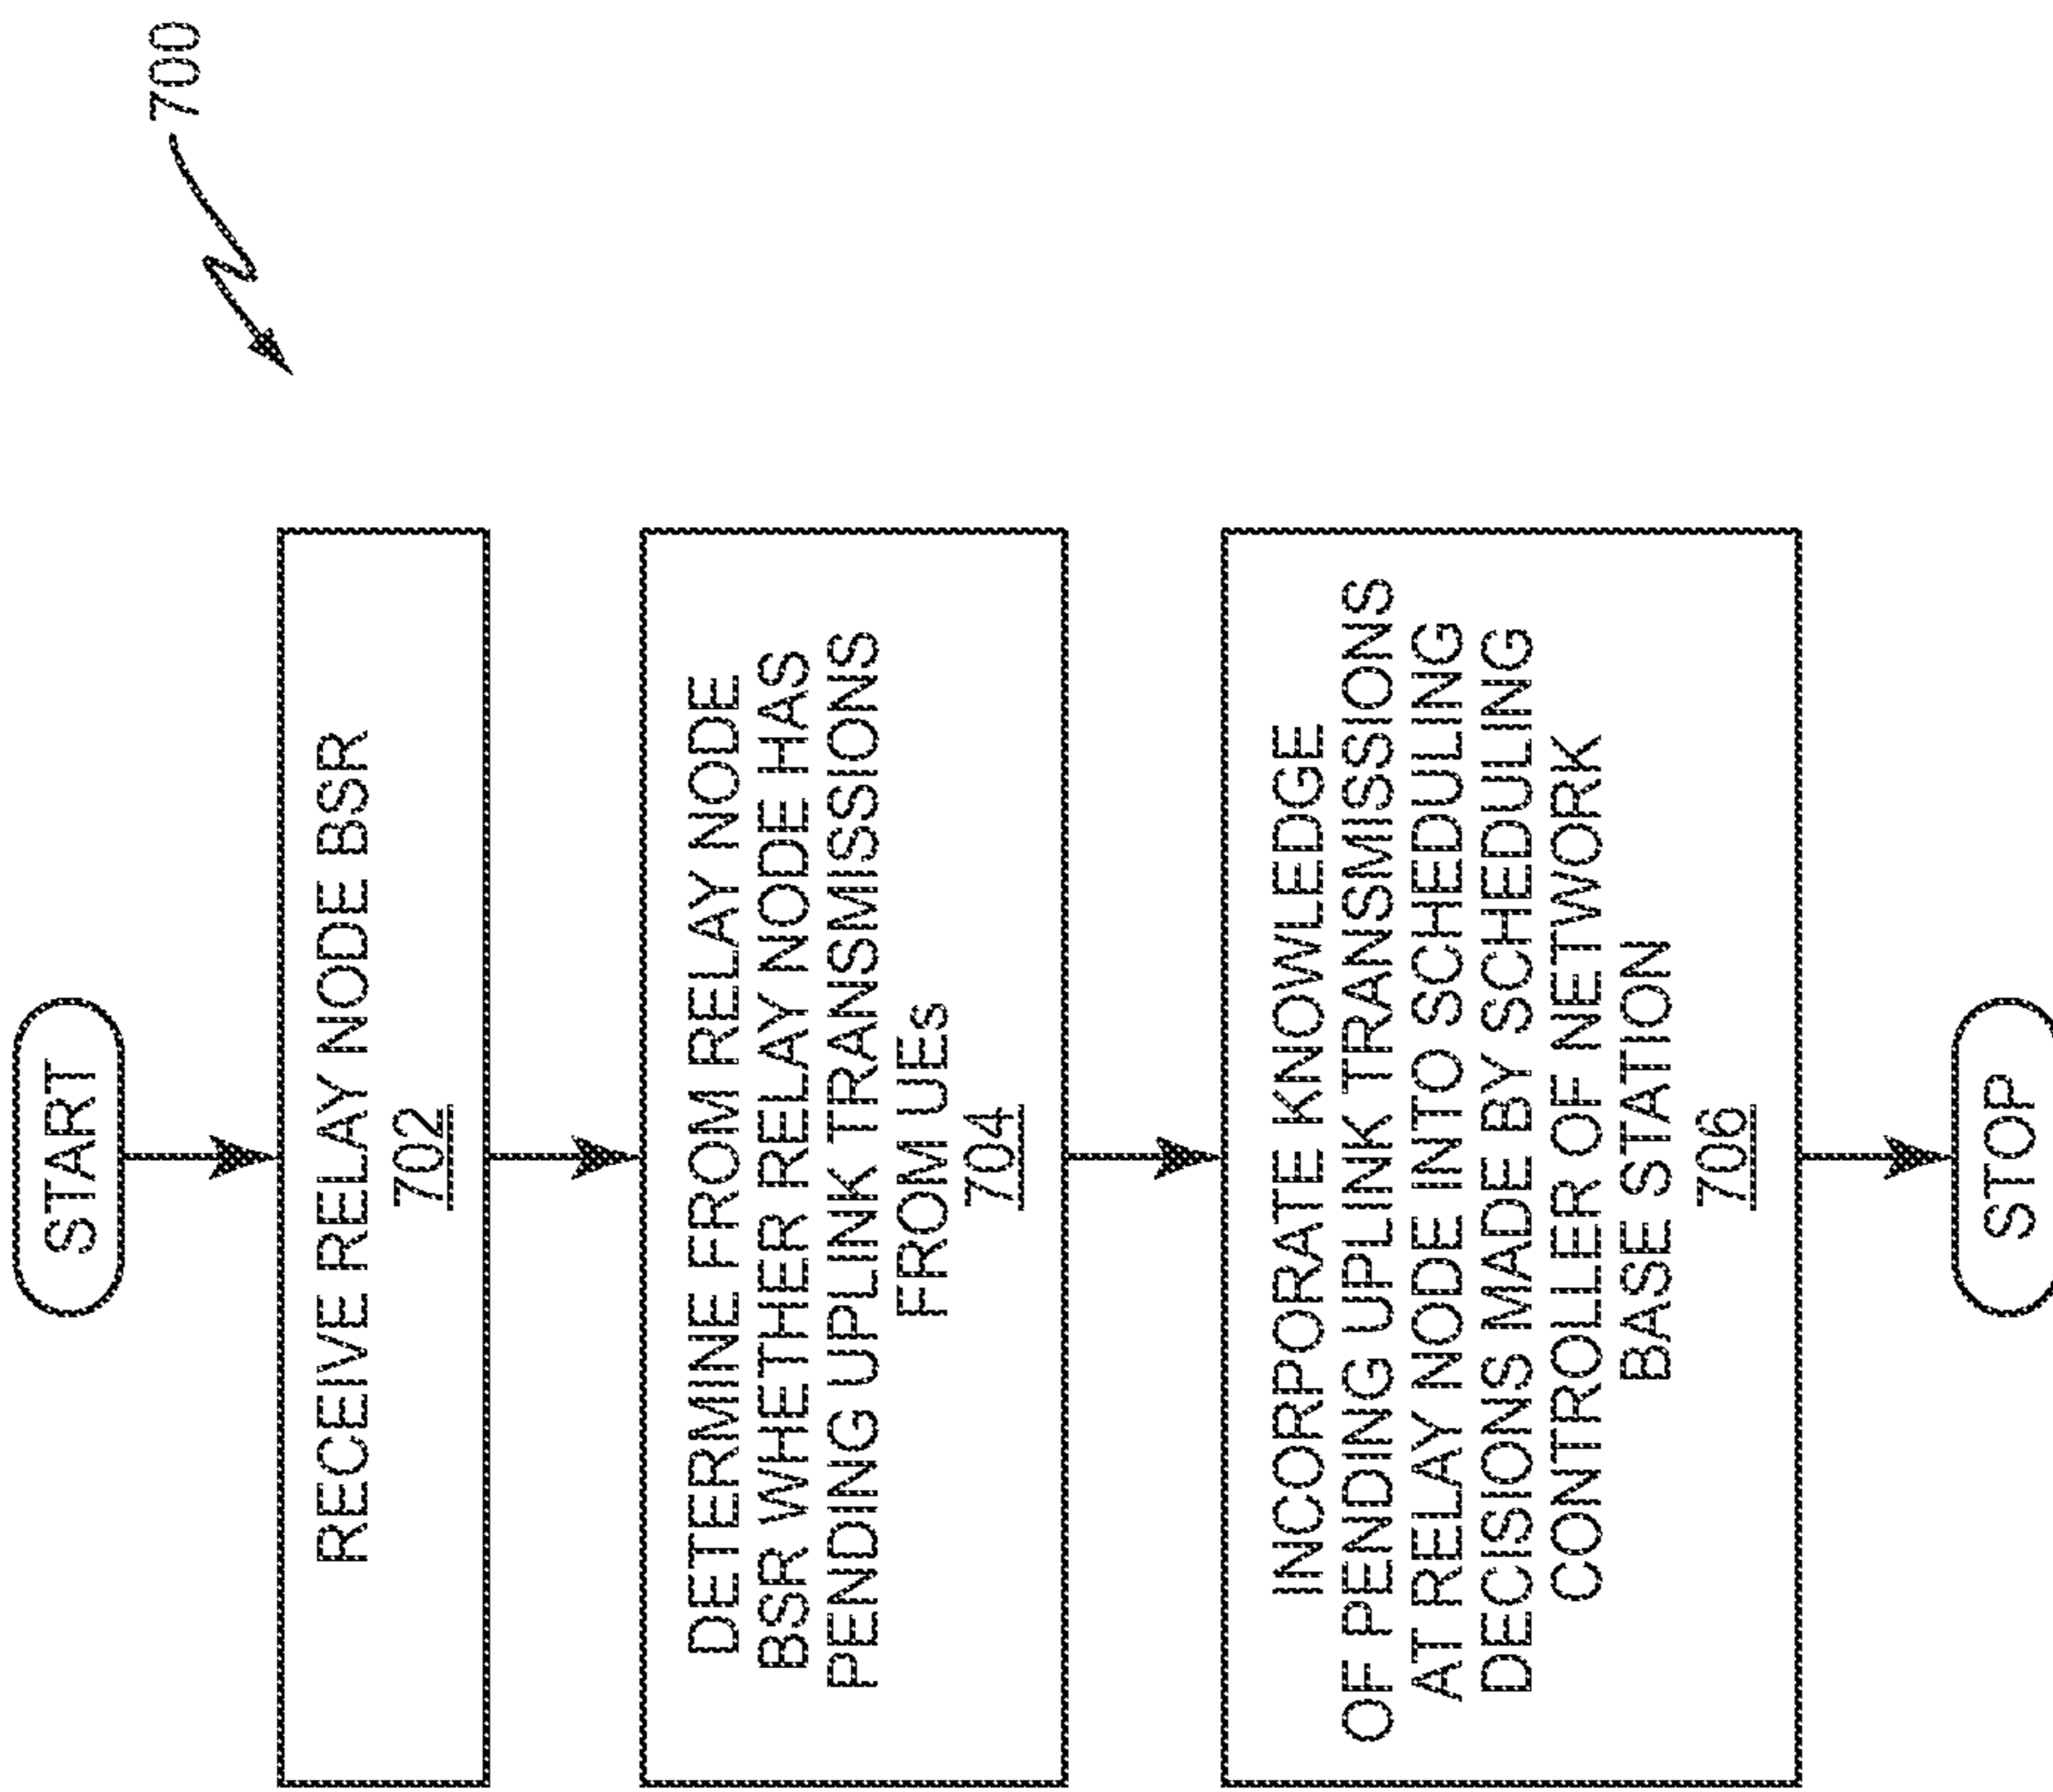 700
START
RECEIVE RELAY NODE BSR
702
DETERMINE FROM RELAY NODE
BSR WHETHER RELAY NODE HAS
PENDING UPLINK TRANSMISSIONS
FROM UEs
704
INCORPORATE KNOWLEDGE
OF PENDING UPLINK TRANSMISSIONS
AT RELAY NODE INTO SCHEDULING
DECISIONS MADE BY SCHEDULING
CONTROLLER OF NETWORK
BASE STATION
706
STOP